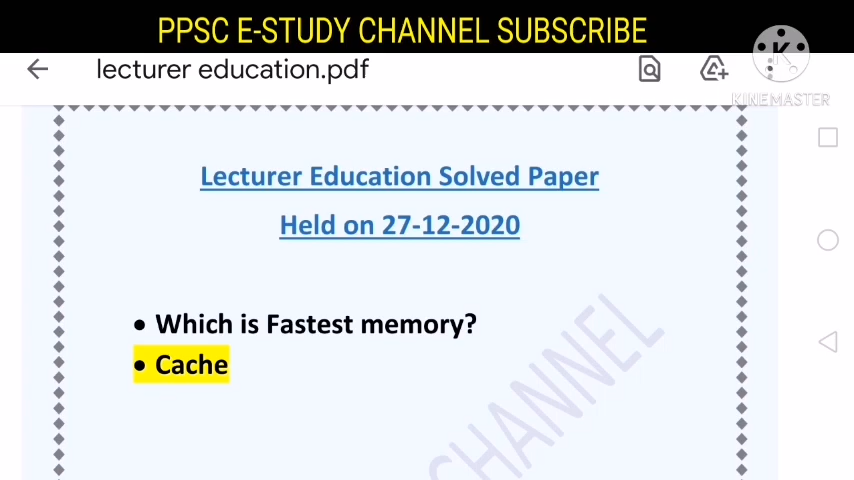 PPSC E-STUDY CHANNEL SUBSCRIBE
lecturer education.pdf
K
KINEMASTER
Lecturer Education Solved Paper
Held on 27-12-2020
• Which is Fastest memory?
• Cache
CHANNEL